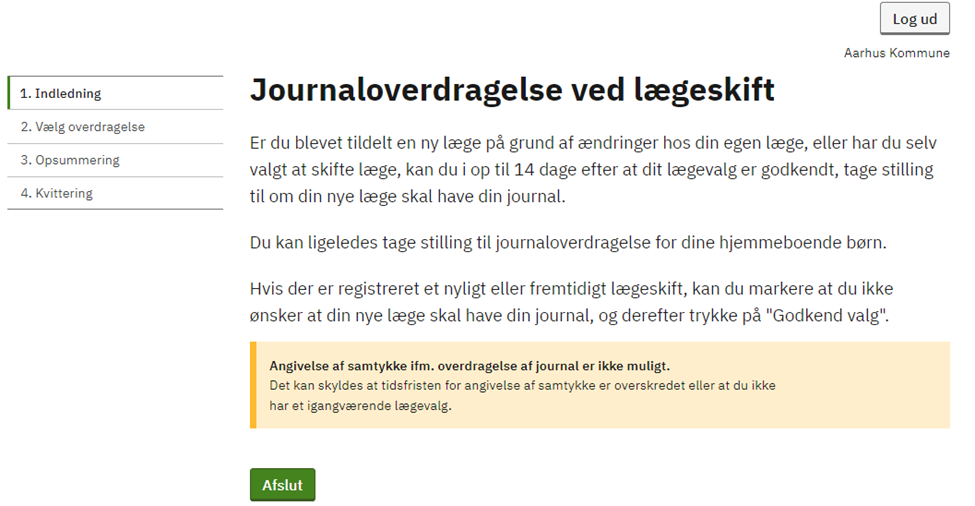 Log ud
Aarhus Kommune
1. Indledning
2. Vælg overdragelse
3. Opsummering
4. Kvittering
Journaloverdragelse ved lægeskift
Er du blevet tildelt en ny læge på grund af ændringer hos din egen læge, eller har du selv
valgt at skifte læge, kan du i op til 14 dage efter at dit lægevalg er godkendt, tage stilling
til om din nye læge skal have din journal.
Du kan ligeledes tage stilling til journaloverdragelse for dine hjemmeboende børn.
Hvis der er registreret et nyligt eller fremtidigt lægeskift, kan du markere at du ikke
ønsker at din nye læge skal have din journal, og derefter trykke på "Godkend valg".
Angivelse af samtykke ifm. overdragelse af journal er ikke muligt.
Det kan skyldes at tidsfristen for angivelse af samtykke er overskredet eller at du ikke
har et igangværende lægevalg.
Afslut